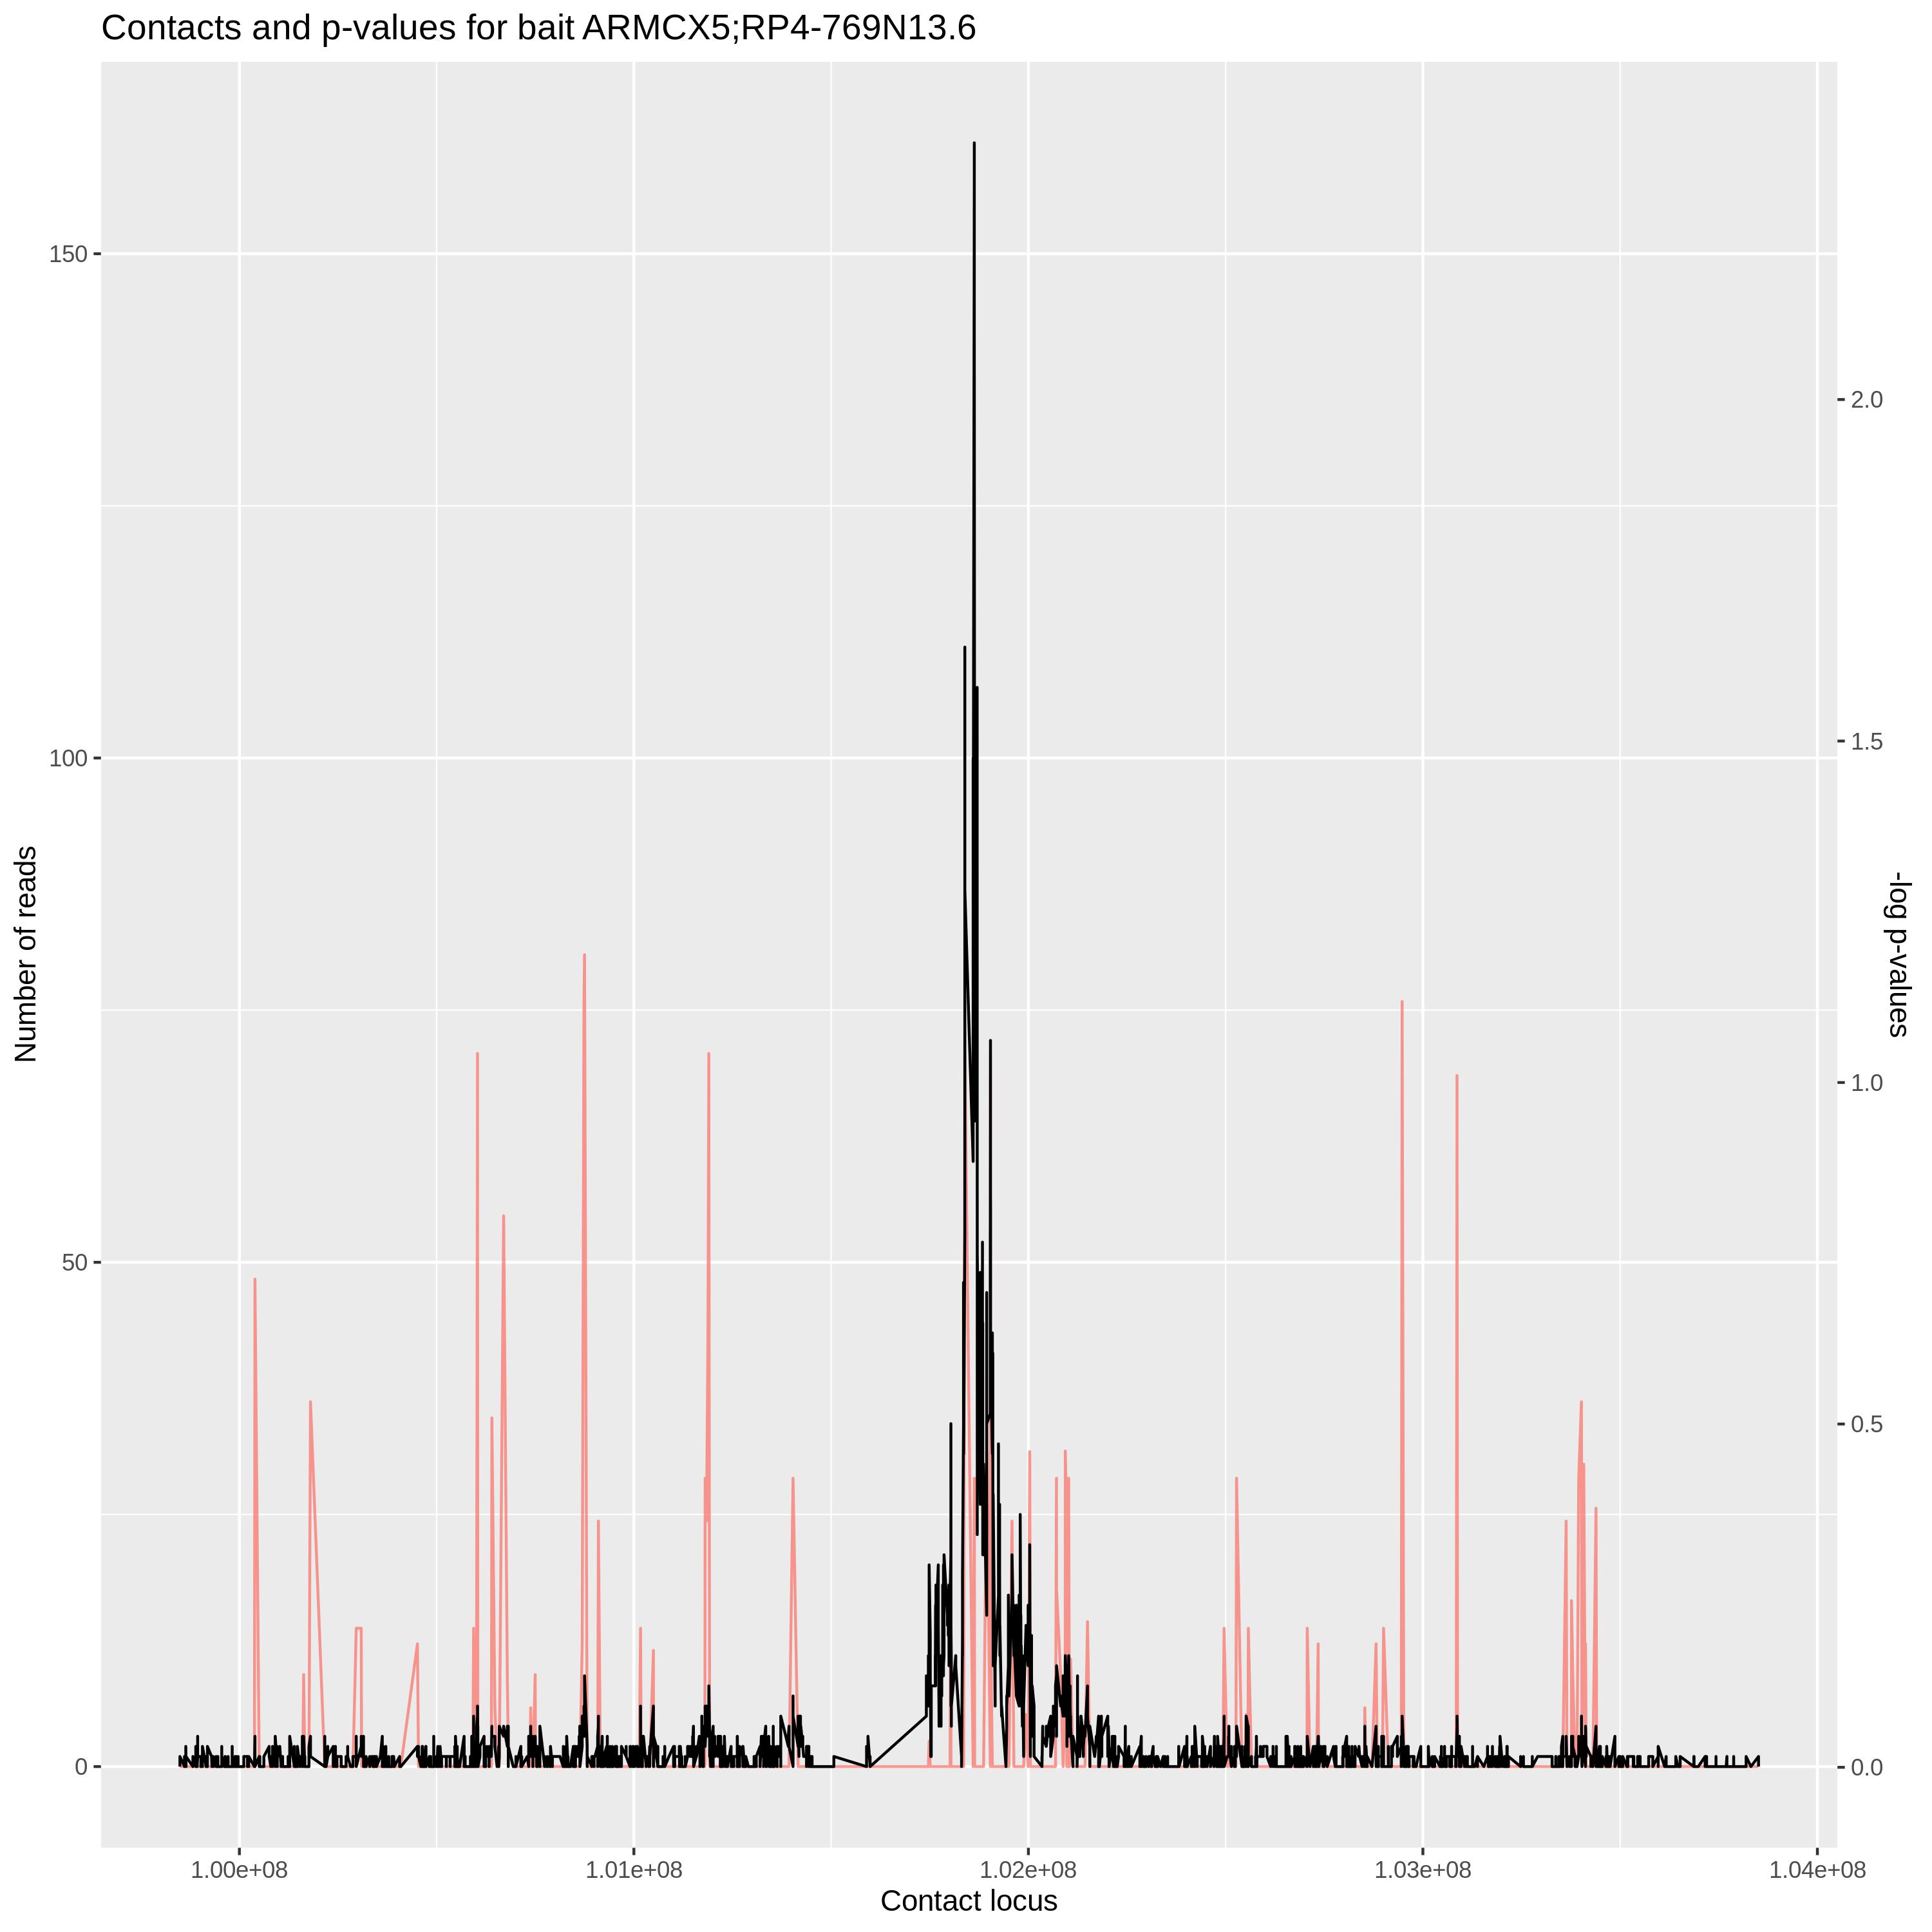 Contacts and p-values for bait ARMCX5;RP4-769N13.6
150
100
50
0
2.0
1.5
1.0
0.5
0.0
Number of reads
-log p-values
1.00e+08
1.01e+08
1.02e+08
1.03e+08
1.04e+08
Contact locus